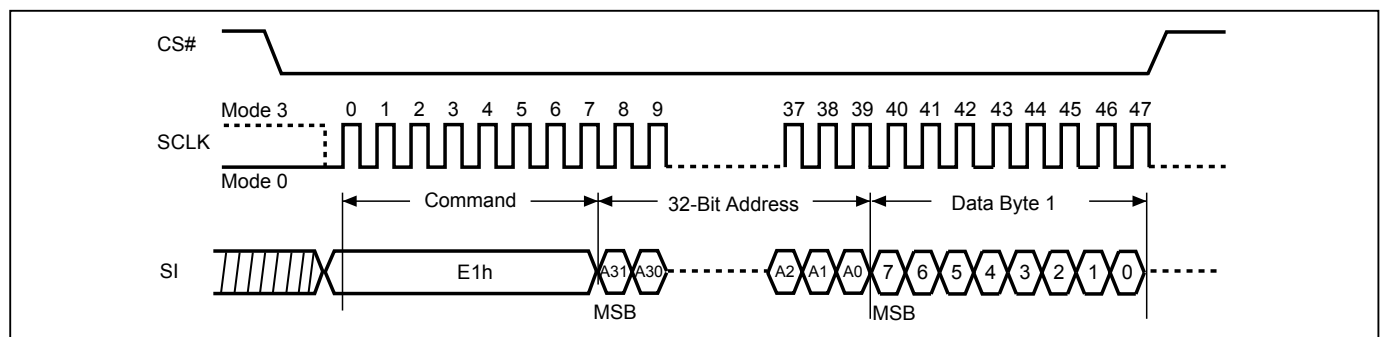 CS#
Mode 3 0 1 2 3 4 5 6 7 8 9 37 38 39 40 41 42 43 44 45 46 47
SCLK
Mode 0
Command 32-Bit Address Data Byte 1
SI E1h A31 A30 A2 A1 A0 7 6 5 4 3 2 1 0
MSB MSB